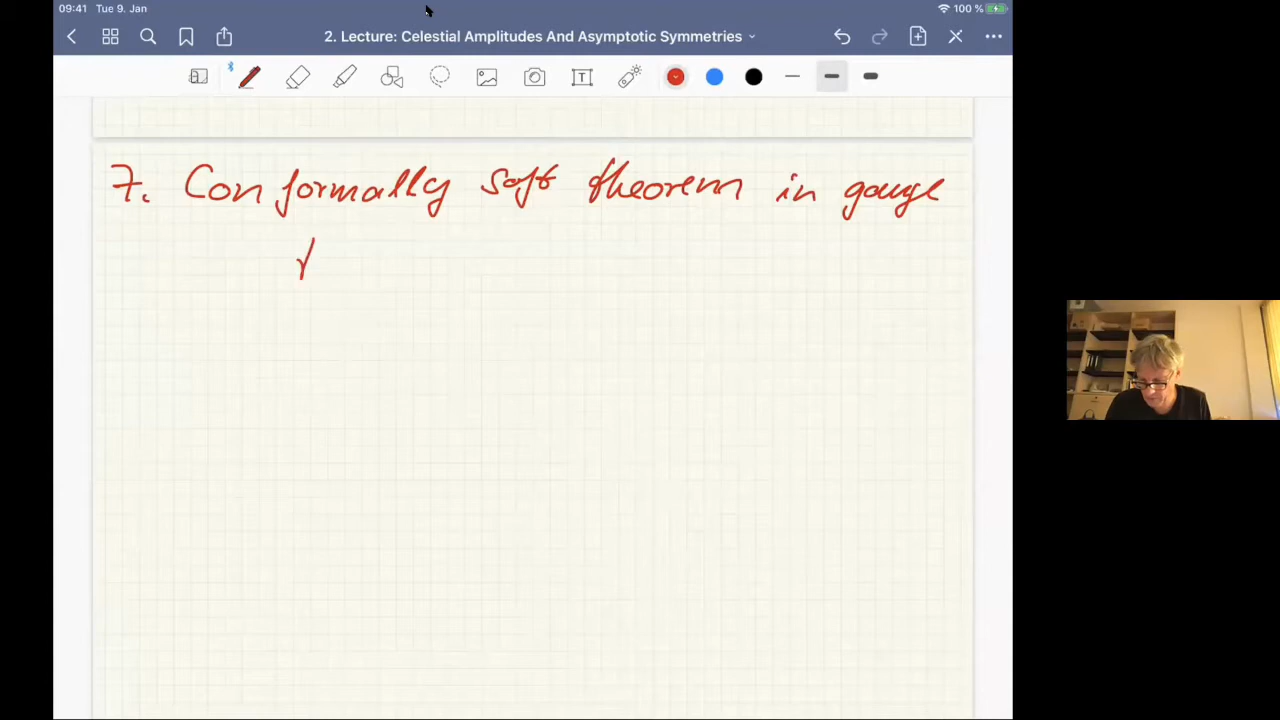 09:41 Tue 9. Jan 100 %
2. Lecture: Celestial Amplitudes And Asymptotic Symmetries
T
7. Conformally soft theorem in gauge